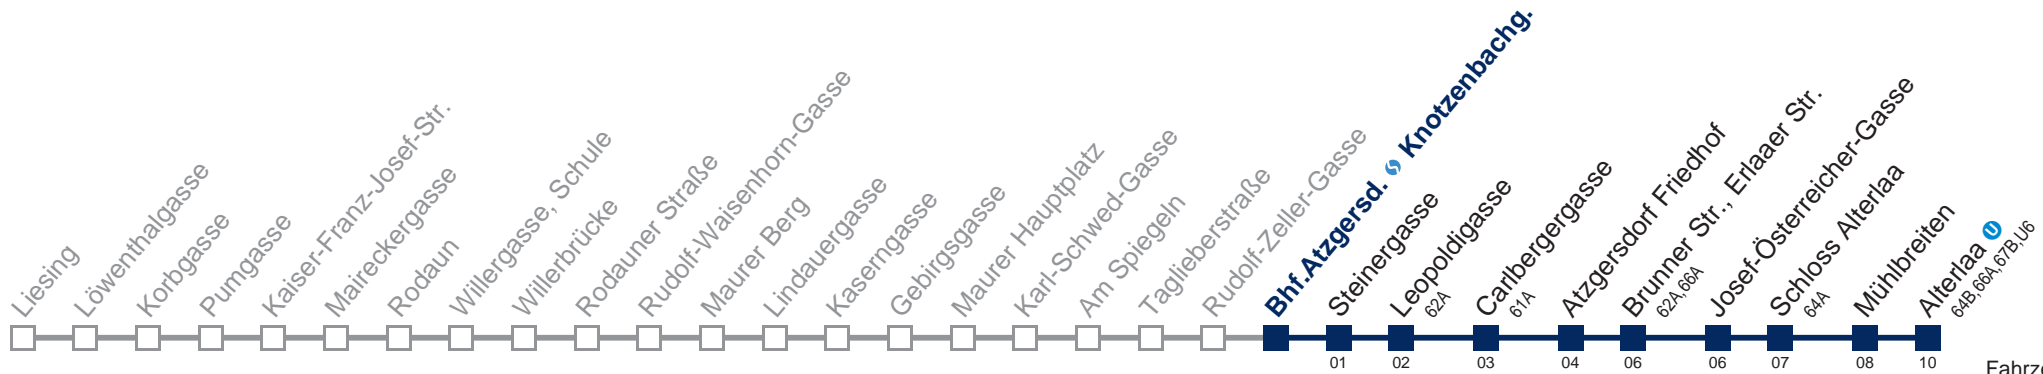 Liesing
Löwenthalgasse
Korbgasse
Pumgasse
Kaiser-Franz-Josef-Str.
Maireckergasse
Rodaun
Willergasse, Schule
Willerbrücke
Rodauner Straße
Rudolf-Waisenhorn-Gasse
Maurer Berg
Lindauergasse
Kaserngasse
Gebirgsgasse
Maurer Hauptplatz
Karl-Schwed-Gasse
Am Spiegeln
Taglieberstraße
Rudolf-Zeller-Gasse
Bhf.Atzgersd. Knotzenbachg.
Steinergasse
01
Leopoldigasse
62A
02
Carlbergergasse
61A
03
Atzgersdorf Friedhof
04
Brunner Str., Erlaaer Str.
62A,66A
06
Josef-Österreicher-Gasse
06
Schloss Alterlaa
64A
07
Mühlbreiten
08
Alterlaa U
64B,66A,67B,U6
10
Fahrz